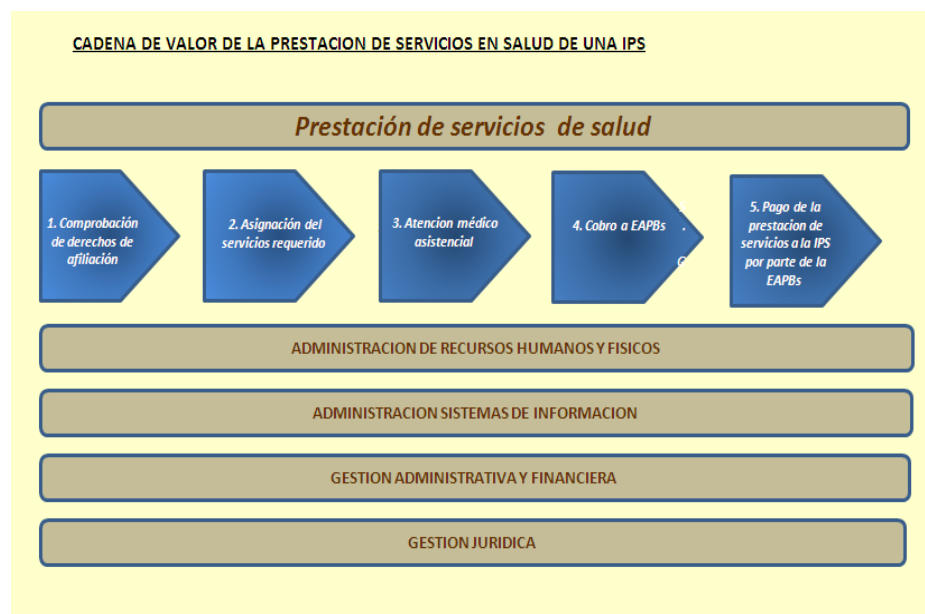 CADENA DE VALOR DE LA PRESTACION DE SERVICIOS EN SALUD DE UNA IPS
Prestación de servicios de salud
1. Comprobación
de derechos de
afiliación
2. Asignación del
servicios requerido
3. Atencion médico
asistencial
4. Cobro a EAPBs
.
5. Pago de la
prestacion de
servicios a la IPS
por parte de la
EAPBs
ADMINISTRACION DE RECURSOS HUMANOS Y FISICOS
ADMINISTRACION SISTEMAS DE INFORMACION
GESTION ADMINISTRATIVA Y FINANCIERA
GESTION JURIDICA